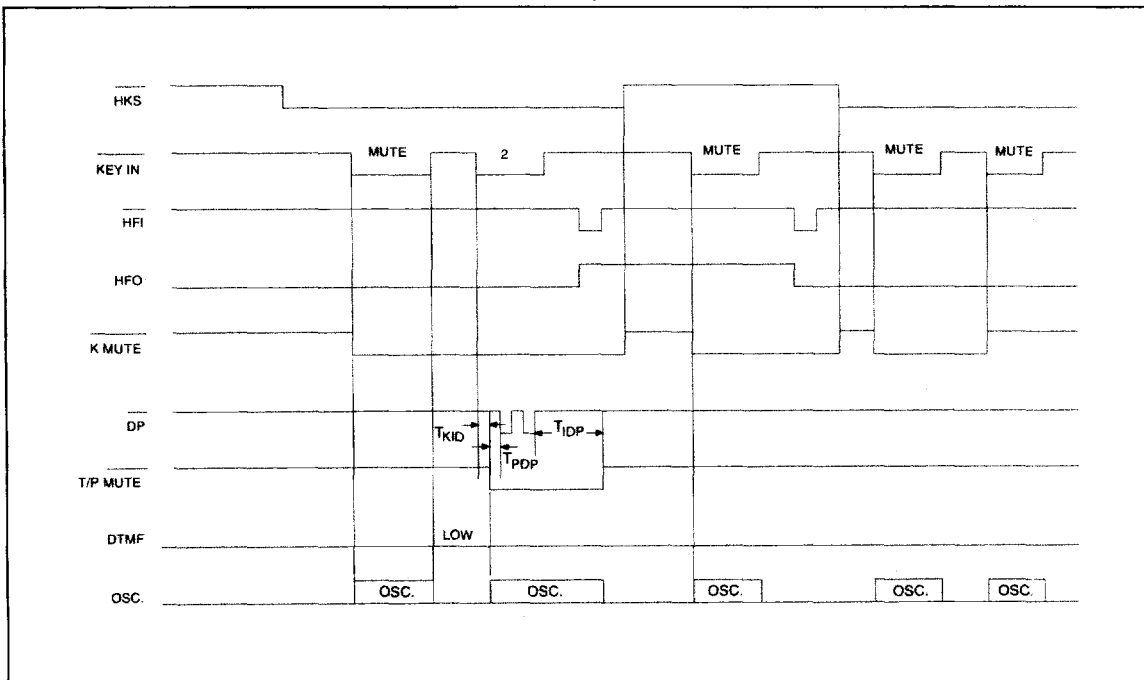 HKS
MUTE 2 MUTE MUTE MUTE
KEY IN
HFI
HFO
K MUTE
DP
TKID TIDP
TPDP
T/P MUTE
DTMF LOW
OSC. OSC. OSC. OSC. OSC. OSC.